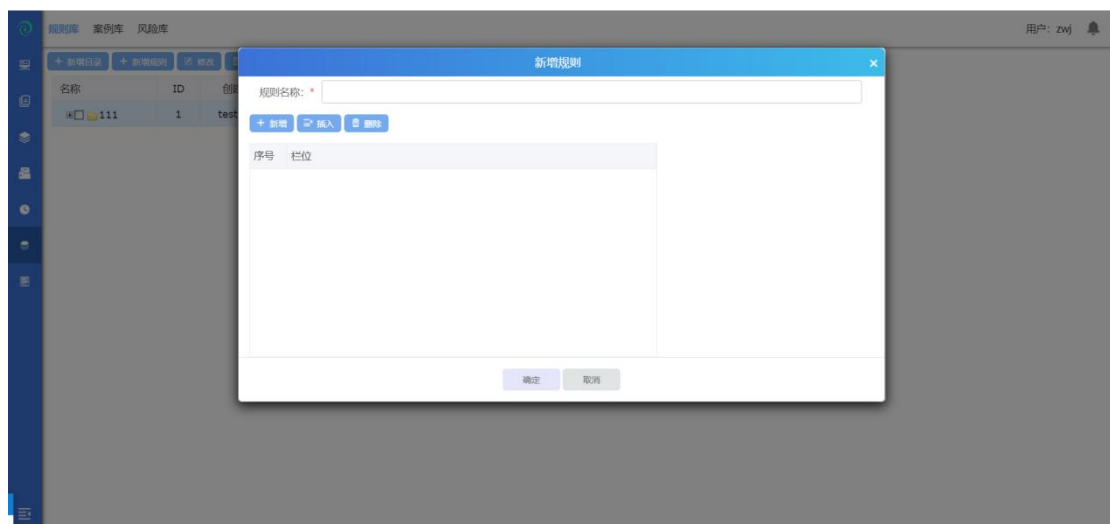 规则库 案例库 风险库 用户：zwj
+ 新增目录 + 新增规则 修改
新增规则 ×
名称 ID 创建
规则名称: *
111 1 test
+ 新增 插入 删除
序号 栏位
确定 取消